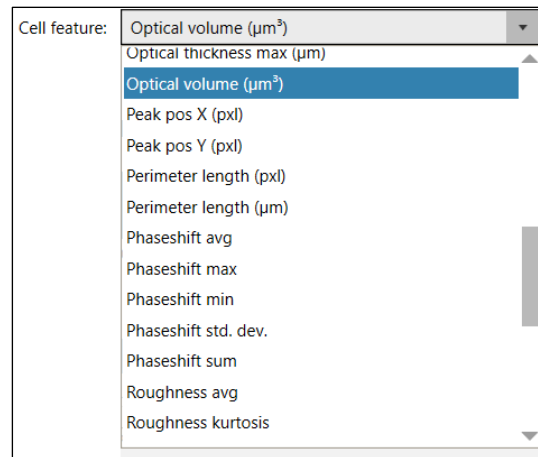 Cell feature: Optical volume (µm³)
Optical thickness max (µm)
Optical volume (µm³)
Peak pos X (pxl)
Peak pos Y (pxl)
Perimeter length (pxl)
Perimeter length (µm)
Phaseshift avg
Phaseshift max
Phaseshift min
Phaseshift std. dev.
Phaseshift sum
Roughness avg
Roughness kurtosis